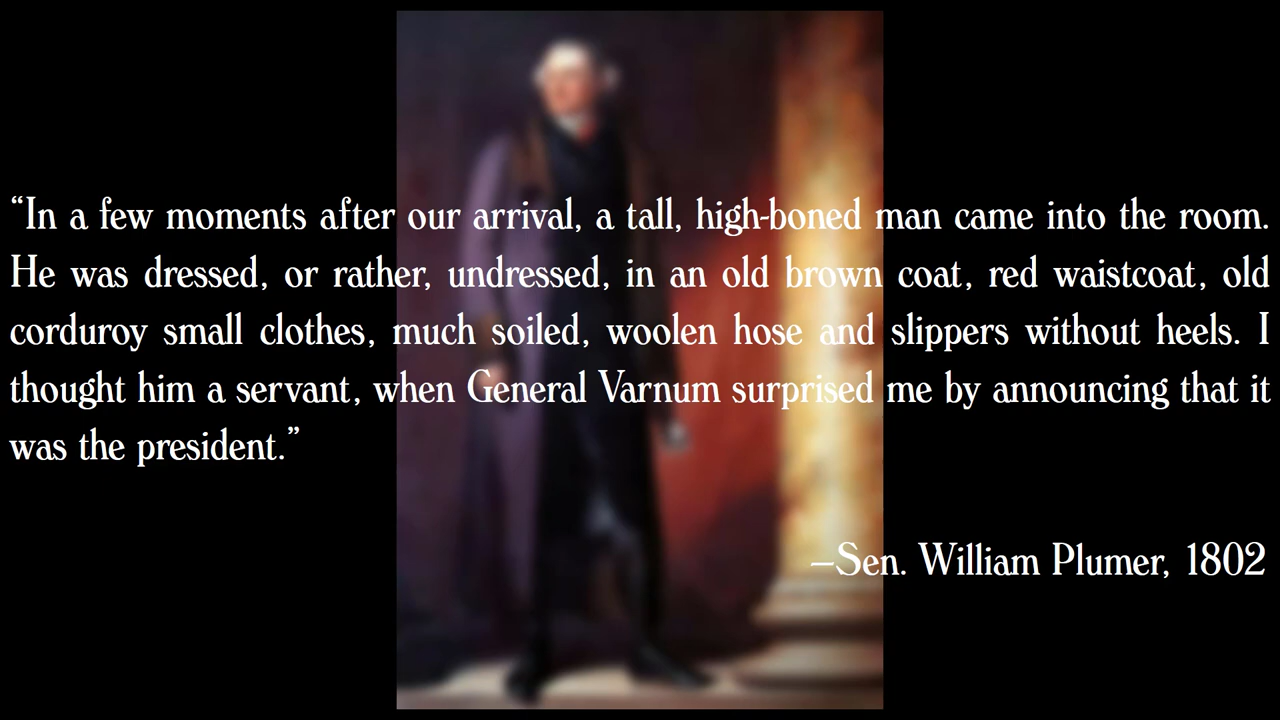 “In a few moments after our arrival, a tall, high-boned man came into the room.
He was dressed, or rather, undressed, in an old brown coat, red waistcoat, old
corduroy small clothes, much soiled, woolen hose and slippers without heels. I
thought him a servant, when General Varnum surprised me by announcing that it
was the president.”
–Sen. William Plumer, 1802